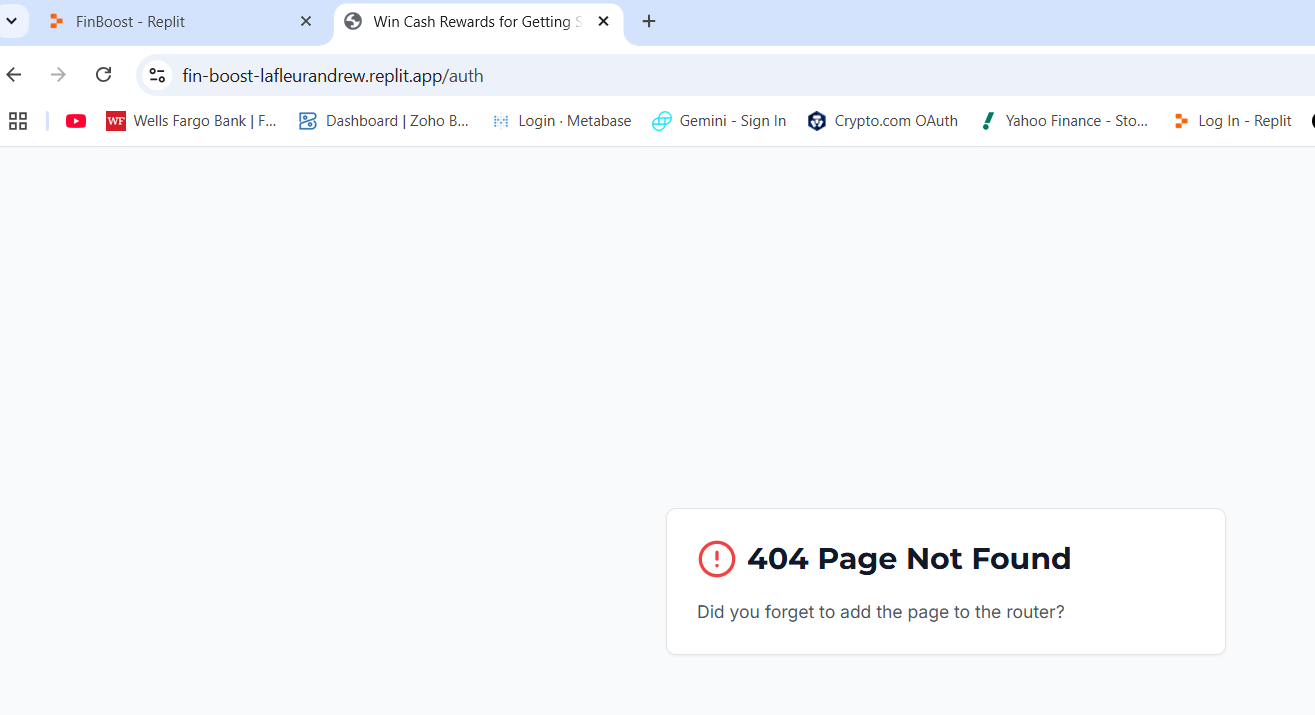 FinBoost - Replit
Win Cash Rewards for Getting S
fin-boost-lafleurandrew.replit.app/auth
WF Wells Fargo Bank | F... Dashboard | Zoho B... Login · Metabase Gemini - Sign In Crypto.com OAuth Yahoo Finance - Sto... Log In - Replit
404 Page Not Found
Did you forget to add the page to the router?